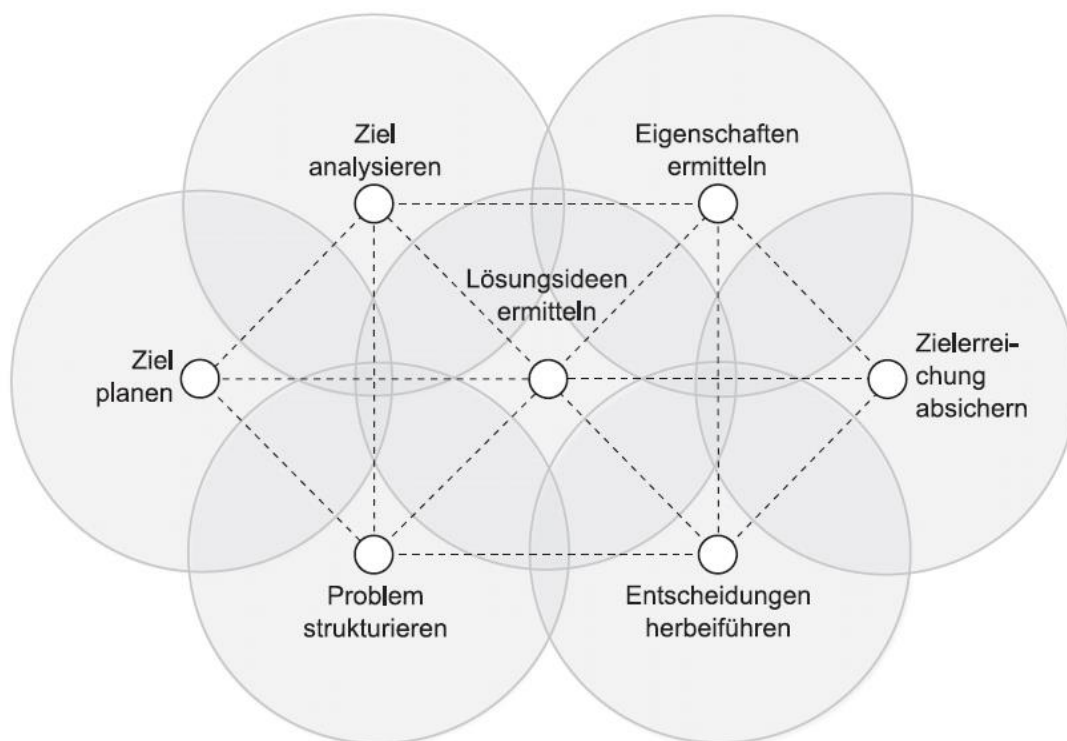 Ziel
analysieren
Eigenschaften
ermitteln
Lösungsideen
ermitteln
Ziel
planen
Zielerrei-
chung
absichern
Problem
strukturieren
Entscheidungen
herbeiführen